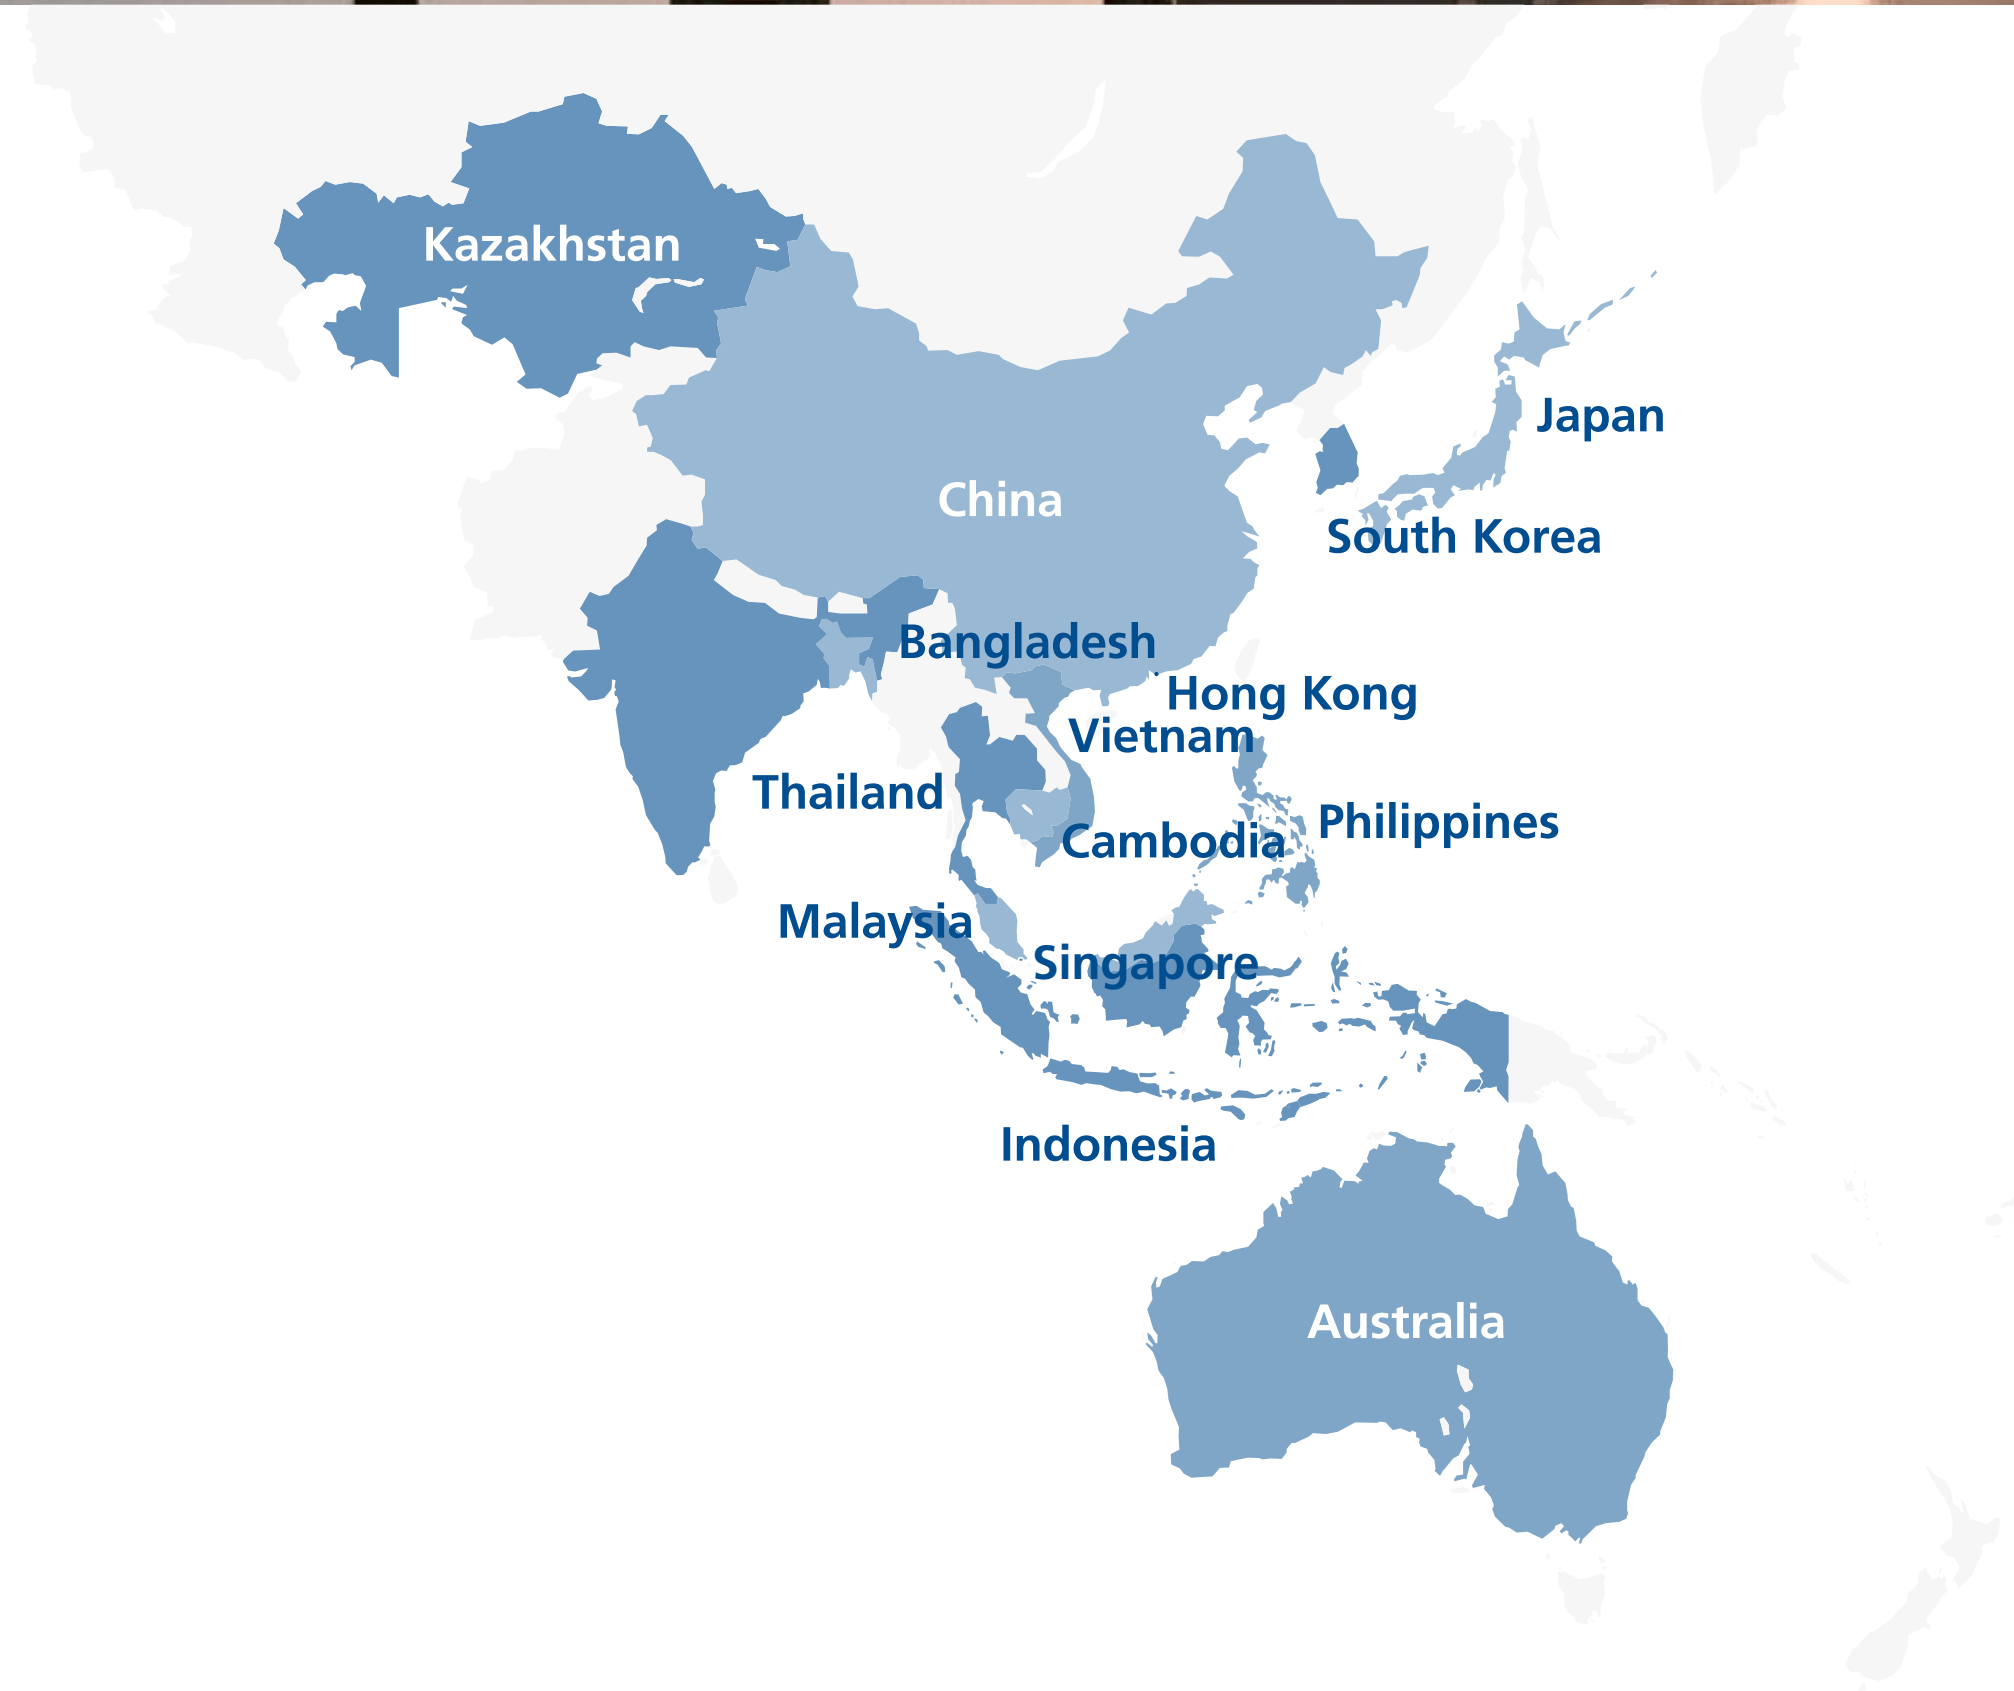 Kazakhstan
Japan
China
South Korea
Bangladesh
Hong Kong
Vietnam
Thailand
Philippines
Cambodia
Malaysia
Singapore
Indonesia
Australia